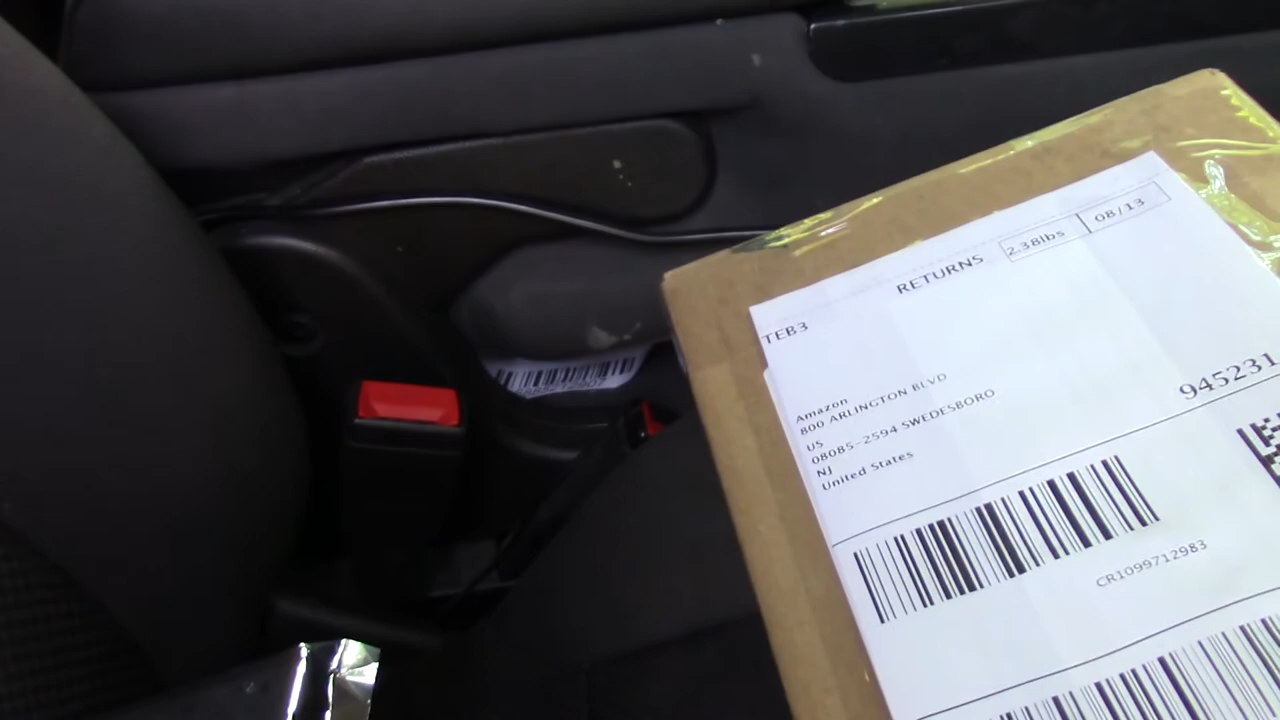 2.38lbs 08/13
RETURNS
TEB3
945231
Amazon
800 ARLINGTON BLVD
US
08085-2594 SWEDESBORO
NJ
United States
CR1099712983